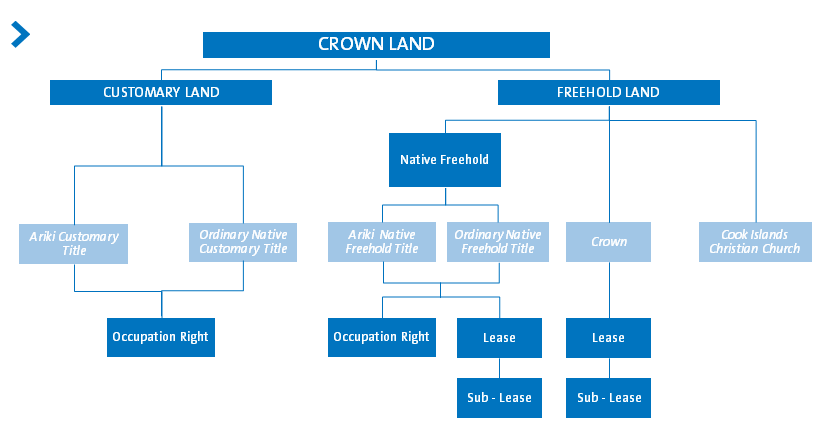 CROWN LAND
CUSTOMARY LAND
FREEHOLD LAND
Native Freehold
Ariki Customary
Title
Ordinary Native
Customary Title
Ariki Native
Freehold Title
Ordinary Native
Freehold Title
Crown
Cook Islands
Christian Church
Occupation Right
Occupation Right
Lease
Lease
Sub - Lease
Sub - Lease